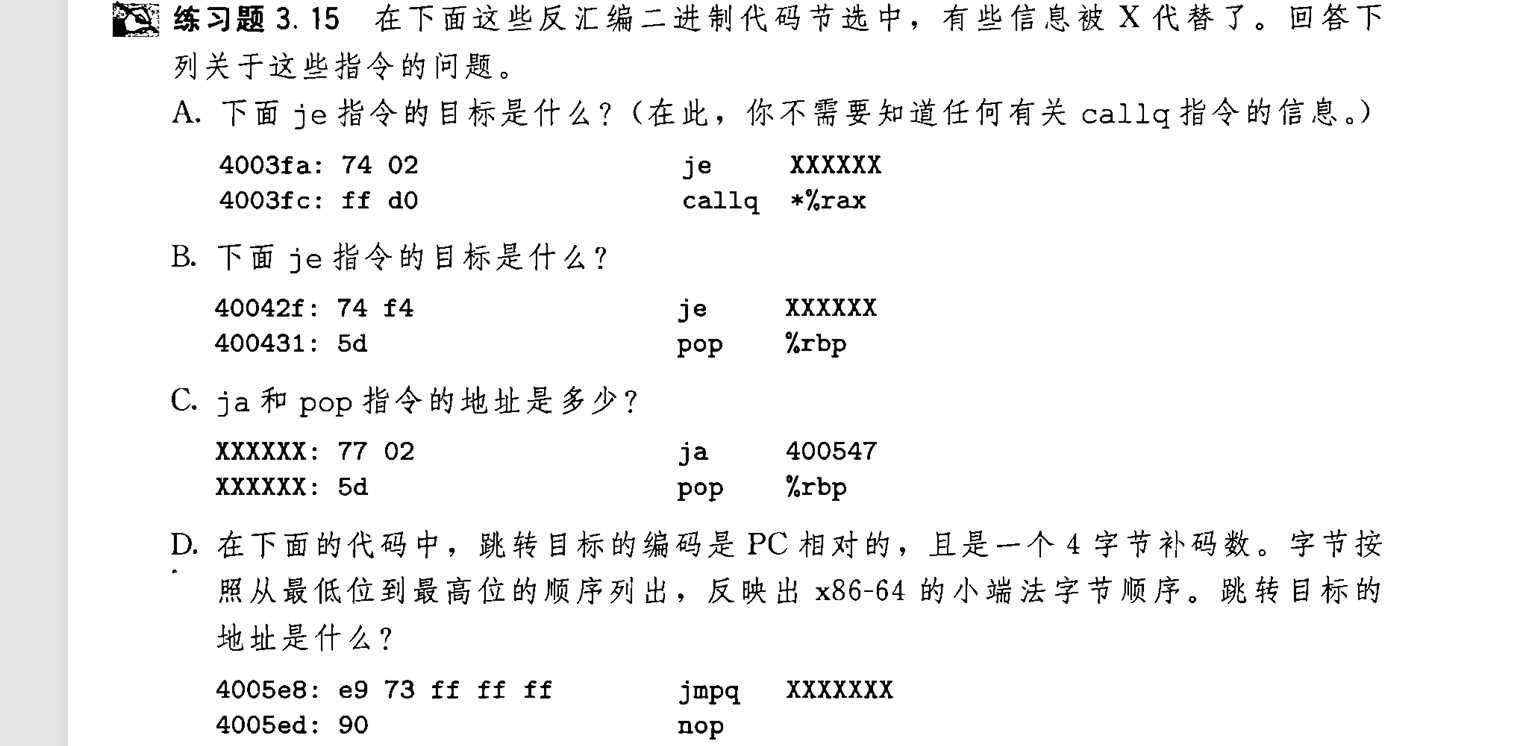 练习题 3.15 在下面这些反汇编二进制代码节选中，有些信息被 X 代替了。回答下
列关于这些指令的问题。
A. 下面 je 指令的目标是什么？（在此，你不需要知道任何有关 callq 指令的信息。）
4003fa: 74 02 je XXXXXX
4003fc: ff d0 callq *%rax
B. 下面 je 指令的目标是什么？
40042f: 74 f4 je XXXXXX
400431: 5d pop %rbp
C. ja 和 pop 指令的地址是多少？
XXXXXX: 77 02 ja 400547
XXXXXX: 5d pop %rbp
D. 在下面的代码中，跳转目标的编码是 PC 相对的，且是一个 4 字节补码数。字节按
照从最低位到最高位的顺序列出，反映出 x86-64 的小端法字节顺序。跳转目标的
地址是什么？
4005e8: e9 73 ff ff ff jmpq XXXXXXX
4005ed: 90 nop